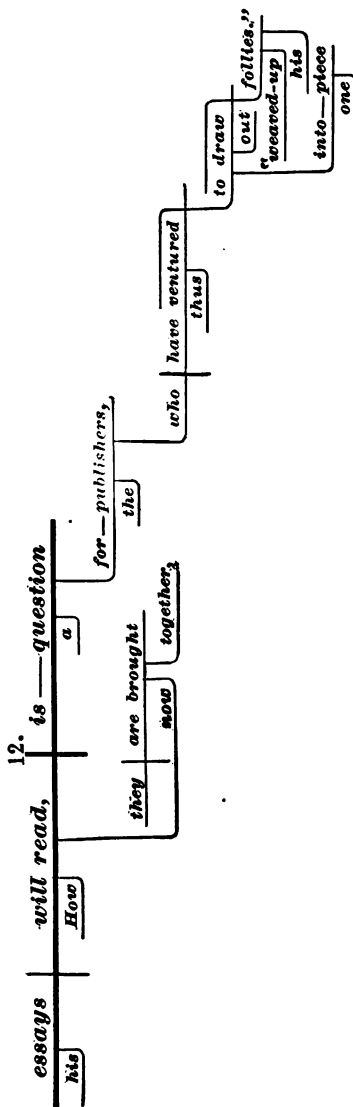 12.
essays will read, is—question
his How a for—publishers,
the
they are brought
now together,
who have ventured
thus
to draw
out follies."
"weaved-up
his
into—piece
one